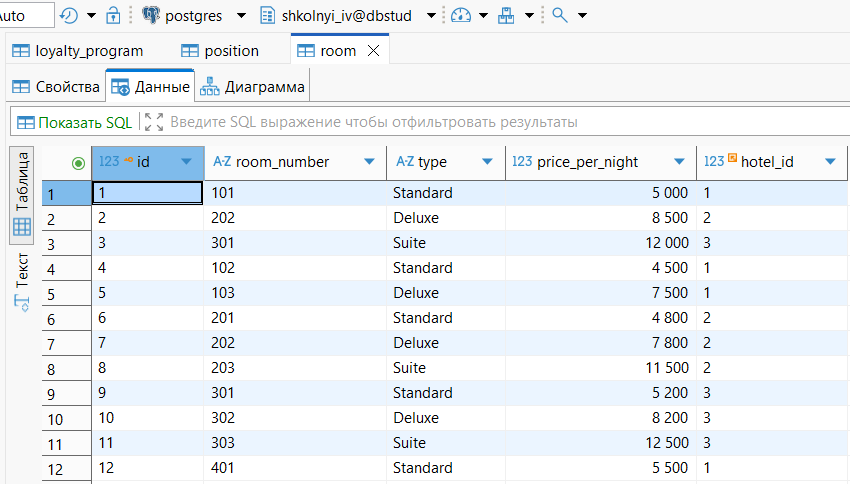 Auto postgres shkolnyi_iv@dbstud
loyalty_program position room
Свойства Данные Диаграмма
Показать SQL Введите SQL выражение чтобы отфильтровать результаты
Таблица
Текст
123 id A-Z room_number A-Z type 123 price_per_night 123 hotel_id
1 1 101 Standard 5 000 1
2 2 202 Deluxe 8 500 2
3 3 301 Suite 12 000 3
4 4 102 Standard 4 500 1
5 5 103 Deluxe 7 500 1
6 6 201 Standard 4 800 2
7 7 202 Deluxe 7 800 2
8 8 203 Suite 11 500 2
9 9 301 Standard 5 200 3
10 10 302 Deluxe 8 200 3
11 11 303 Suite 12 500 3
12 12 401 Standard 5 500 1